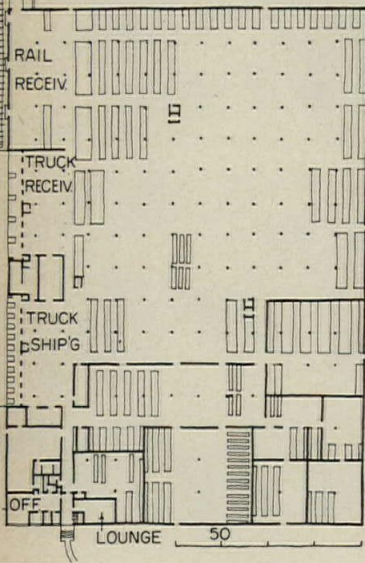 RAIL
RECEIV.
TRUCK
RECEIV.
TRUCK
SHIP'G
OFF.
LOUNGE
50